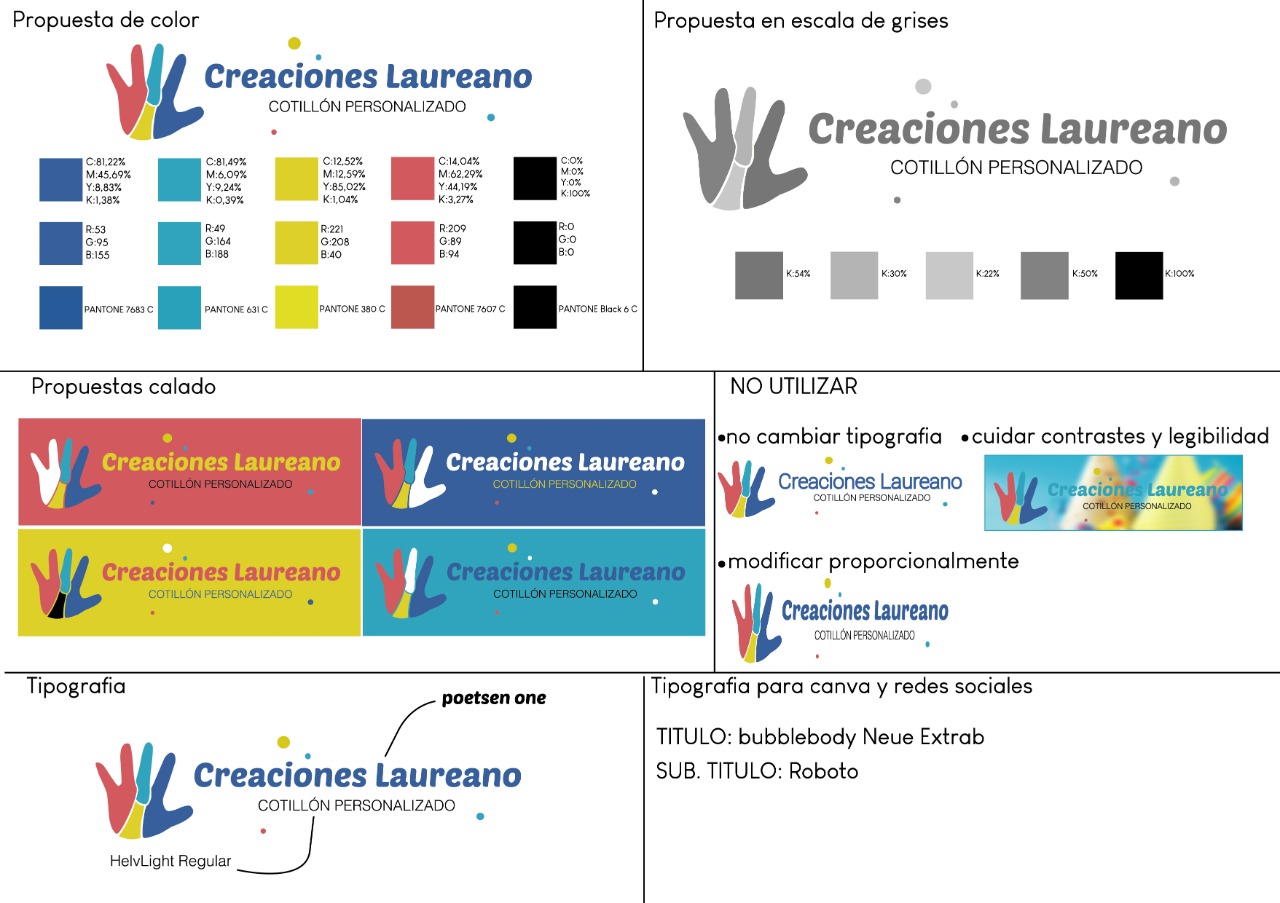 Propuesta de color
Creaciones Laureano
COTILLÓN PERSONALIZADO
C:81,22%
M:45,69%
Y:8,83%
K:1,38%
C:81,49%
M:6,09%
Y:9,24%
K:0,39%
C:12,52%
M:12,59%
Y:85,02%
K:1,04%
C:14,04%
M:62,29%
Y:44,19%
K:3,27%
C:0%
M:0%
Y:0%
K:100%
R:53
G:95
B:155
R:49
G:164
B:188
R:221
G:208
B:40
R:209
G:89
B:94
R:0
G:0
B:0
PANTONE 7683 C
PANTONE 631 C
PANTONE 380 C
PANTONE 7607 C
PANTONE Black 6 C
Propuesta en escala de grises
Creaciones Laureano
COTILLÓN PERSONALIZADO
K:54%
K:30%
K:22%
K:50%
K:100%
Propuestas calado
Creaciones Laureano
COTILLÓN PERSONALIZADO
Creaciones Laureano
COTILLÓN PERSONALIZADO
Creaciones Laureano
COTILLÓN PERSONALIZADO
Creaciones Laureano
COTILLÓN PERSONALIZADO
NO UTILIZAR
•no cambiar tipografia
Creaciones Laureano
COTILLÓN PERSONALIZADO
•cuidar contrastes y legibilidad
Creaciones Laureano
COTILLÓN PERSONALIZADO
•modificar proporcionalmente
Creaciones Laureano
COTILLÓN PERSONALIZADO
Tipografia
poetsen one
Creaciones Laureano
COTILLÓN PERSONALIZADO
HelvLight Regular
Tipografia para canva y redes sociales
TITULO: bubblebody Neue Extrab
SUB. TITULO: Roboto